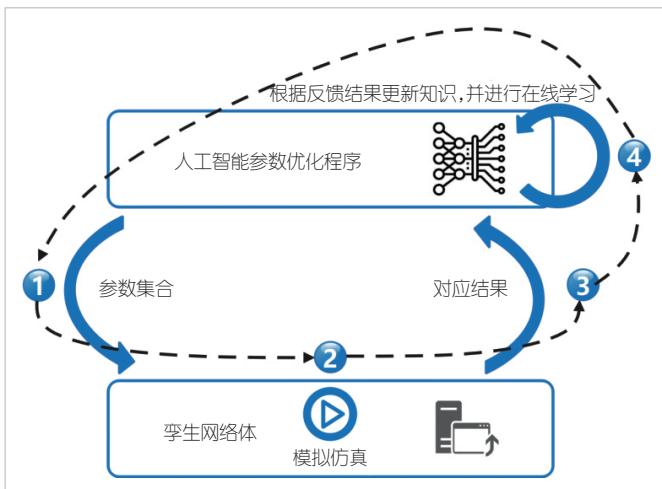 根据反馈结果更新知识,并进行在线学习
人工智能参数优化程序
4
1
参数集合
对应结果
3
2
孪生网络体
模拟仿真